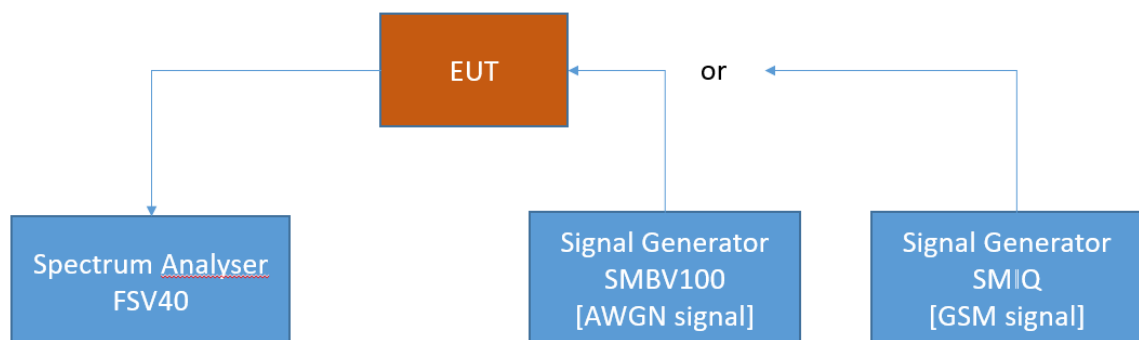 EUT
or
Spectrum Analyser
FSV40
Signal Generator
SMBV100
[AWGN signal]
Signal Generator
SMIQ
[GSM signal]